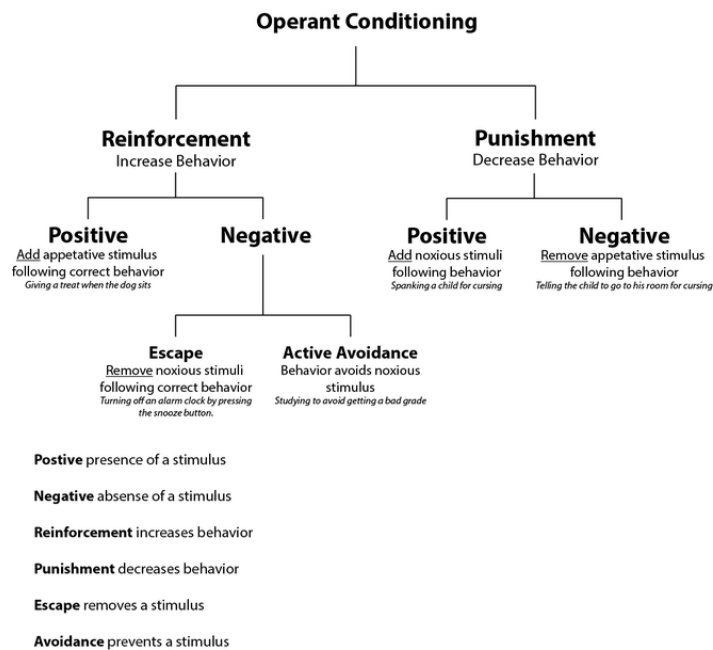 Operant Conditioning
Reinforcement
Increase Behavior
Punishment
Decrease Behavior
Positive
Add appetative stimulus
following correct behavior
Giving a treat when the dog sits
Negative
Positive
Add noxious stimuli
following behavior
Spanking a child for cursing
Negative
Remove appetative stimulus
following behavior
Telling the child to go to his room for cursing
Escape
Remove noxious stimuli
following correct behavior
Turning off an alarm clock by pressing
the snooze button.
Active Avoidance
Behavior avoids noxious
stimulus
Studying to avoid getting a bad grade
Postive presence of a stimulus
Negative absense of a stimulus
Reinforcement increases behavior
Punishment decreases behavior
Escape removes a stimulus
Avoidance prevents a stimulus